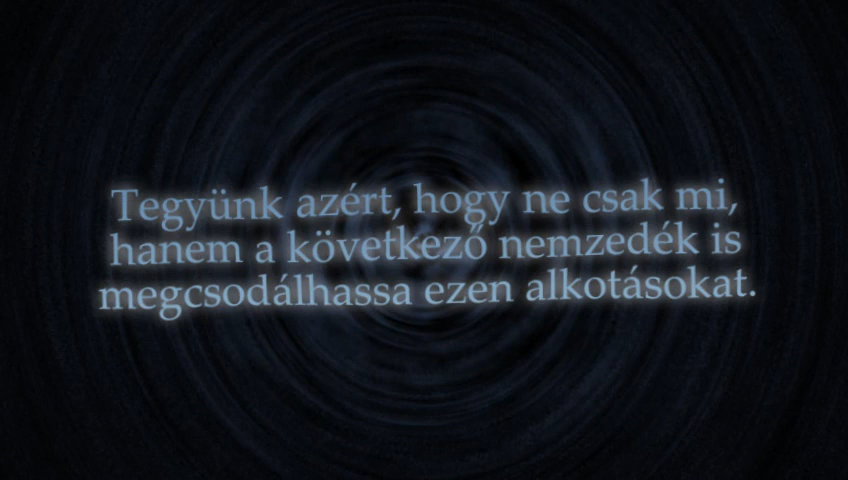 Tegyünk azért, hogy ne csak mi,
hanem a következő nemzedék is
megcsodálhassa ezen alkotásokat.